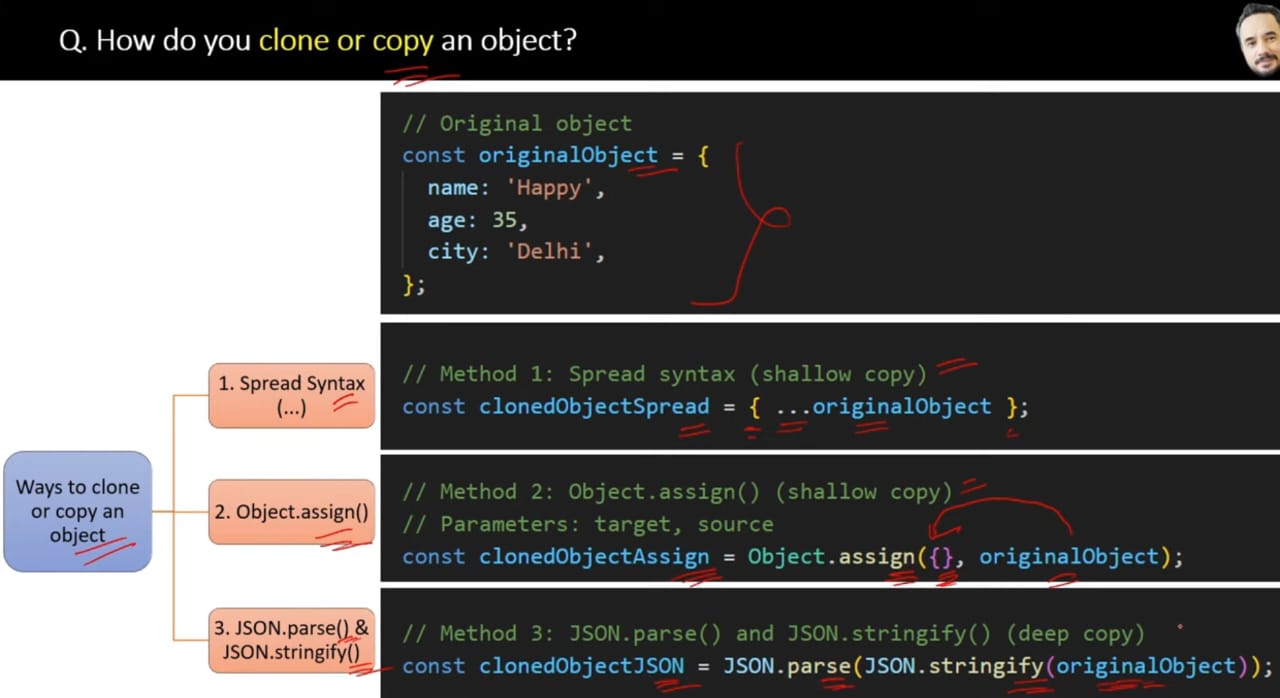 Q. How do you clone or copy an object?
// Original object
const originalObject = {
name: 'Happy',
age: 35,
city: 'Delhi',
};
Ways to clone
or copy an
object
1. Spread Syntax
(...)
// Method 1: Spread syntax (shallow copy)
const clonedObjectSpread = { ...originalObject };
2. Object.assign()
// Method 2: Object.assign() (shallow copy)
// Parameters: target, source
const clonedObjectAssign = Object.assign({}, originalObject);
3. JSON.parse() &
JSON.stringify()
// Method 3: JSON.parse() and JSON.stringify() (deep copy)
const clonedObjectJSON = JSON.parse(JSON.stringify(originalObject));